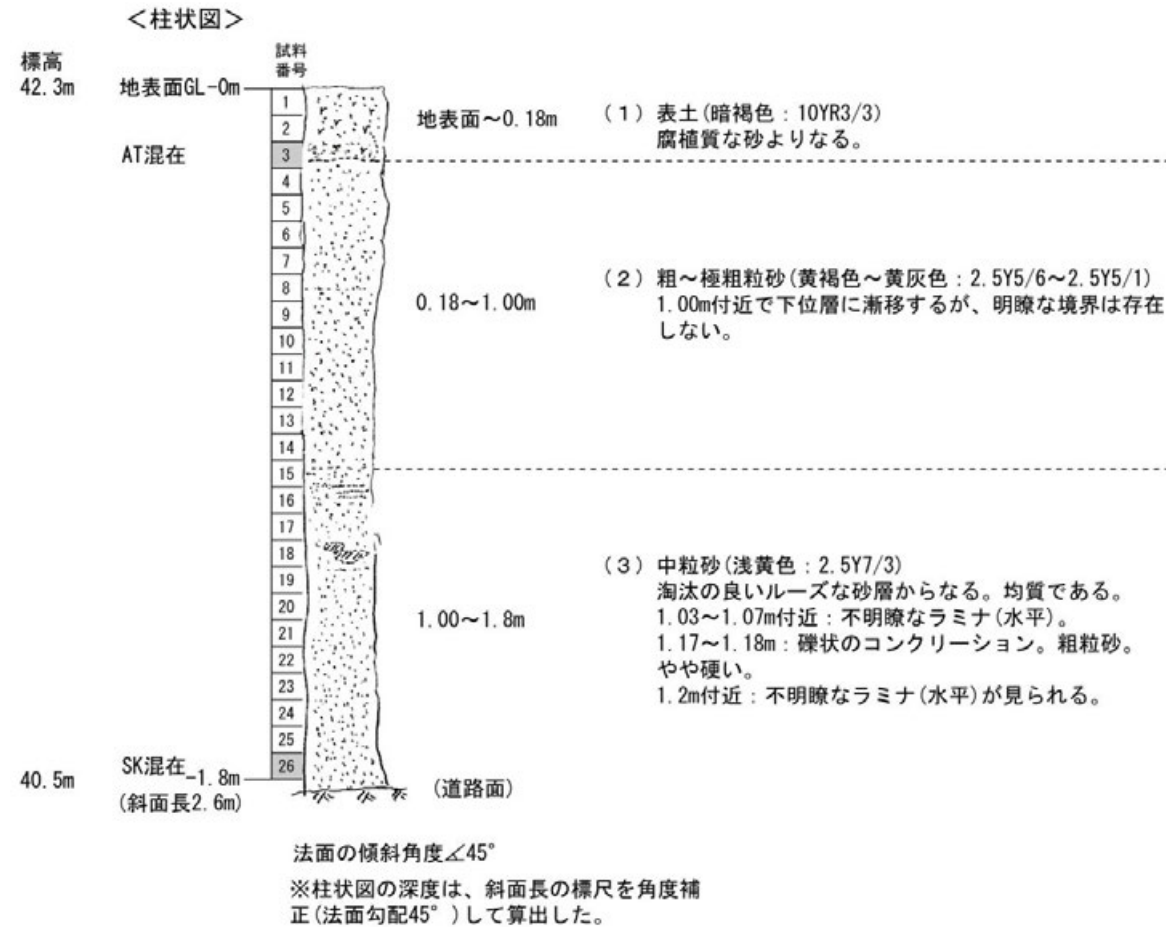 <柱状図>
標高
42.3m
地表面GL-0m
試料
番号
1
2
3
4
5
6
7
8
9
10
11
12
13
14
15
16
17
18
19
20
21
22
23
24
25
26
AT混在
地表面～0.18m
（1）表土(暗褐色：10YR3/3)
腐植質な砂よりなる。
0.18～1.00m
（2）粗～極粗粒砂(黄褐色～黄灰色：2.5Y5/6～2.5Y5/1)
1.00m付近で下位層に漸移するが、明瞭な境界は存在
しない。
1.00～1.8m
（3）中粒砂(浅黄色：2.5Y7/3)
淘汰の良いルーズな砂層からなる。均質である。
1.03～1.07m付近：不明瞭なラミナ(水平)。
1.17～1.18m：礫状のコンクリーション。粗粒砂。
やや硬い。
1.2m付近：不明瞭なラミナ(水平)が見られる。
40.5m
SK混在
-1.8m
(斜面長2.6m)
(道路面)
法面の傾斜角度∠45°
※柱状図の深度は、斜面長の標尺を角度補
正(法面勾配45°)して算出した。